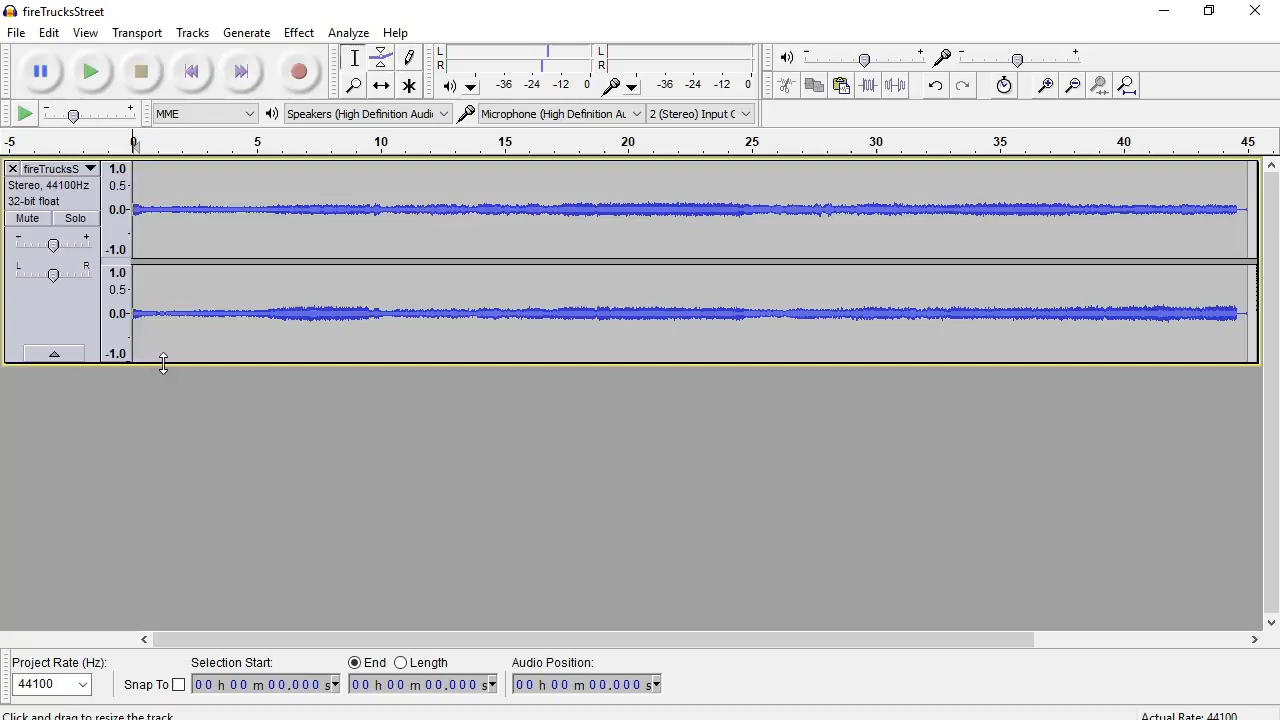 fireTrucksStreet
File Edit View Transport Tracks Generate Effect Analyze Help
L R -36 -24 -12 0 L R -36 -24 -12 0
MME Speakers (High Definition Audi Microphone (High Definition Au 2 (Stereo) Input C
-5 0 5 10 15 20 25 30 35 40 45
fireTrucksS
Stereo, 44100Hz
32-bit float
Mute Solo
L R
1.0
0.5
0.0
-1.0
1.0
0.5
0.0
-1.0
Project Rate (Hz): Selection Start: End Length Audio Position:
44100 Snap To 00 h 00 m 00.000 s 00 h 00 m 00.000 s 00 h 00 m 00.000 s
Click and drag to resize the track Actual Rate: 44100